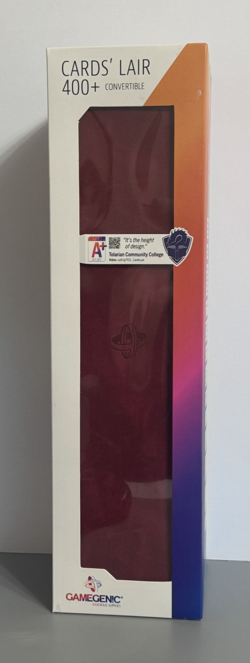 CARDS' LAIR
400+ CONVERTIBLE
A+
"It's the height
of design."
Tolarian Community College
GAMEGENIC